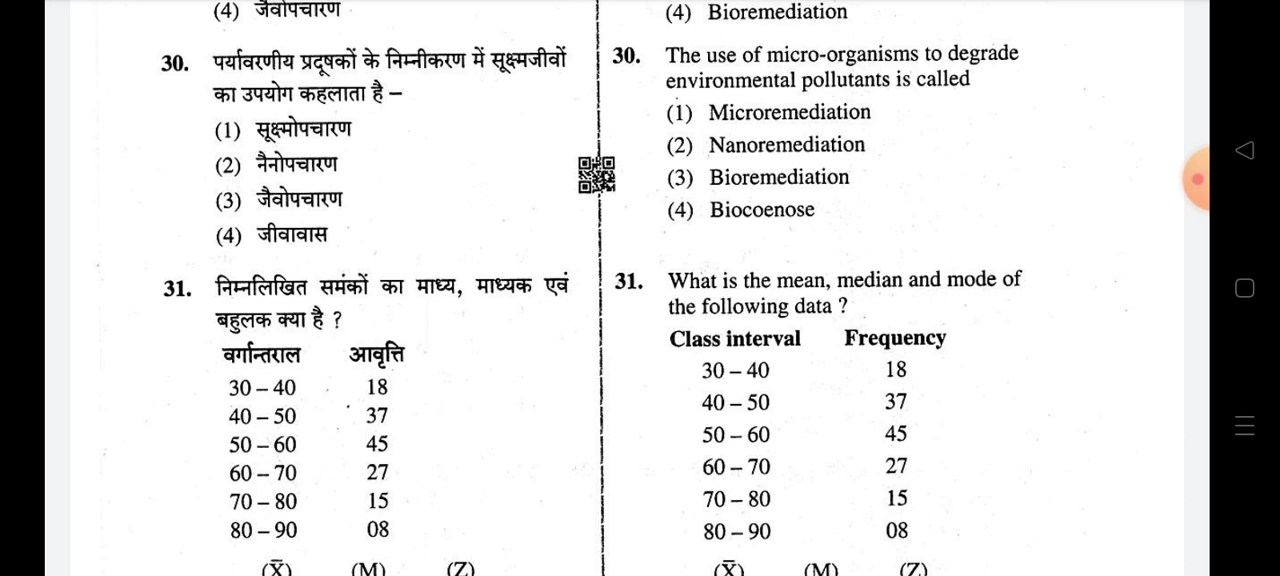 (4) जैवोपचारण
30. पर्यावरणीय प्रदूषकों के निम्नीकरण में सूक्ष्मजीवों
का उपयोग कहलाता है –
(1) सूक्ष्मोपचारण
(2) नैनोपचारण
(3) जैवोपचारण
(4) जीवावास
31. निम्नलिखित समंकों का माध्य, माध्यक एवं
बहुलक क्या है ?
वर्गान्तराल आवृत्ति
30 – 40 18
40 – 50 37
50 – 60 45
60 – 70 27
70 – 80 15
80 – 90 08
(X̄) (M) (Z)
(4) Bioremediation
30. The use of micro-organisms to degrade
environmental pollutants is called
(1) Microremediation
(2) Nanoremediation
(3) Bioremediation
(4) Biocoenose
31. What is the mean, median and mode of
the following data ?
Class interval Frequency
30 – 40 18
40 – 50 37
50 – 60 45
60 – 70 27
70 – 80 15
80 – 90 08
(X̄) (M) (Z)